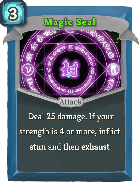 3
Magic Seal
Attack
Deal 25 damage. If your
strength is 4 or more, inflict
stun and then exhaust